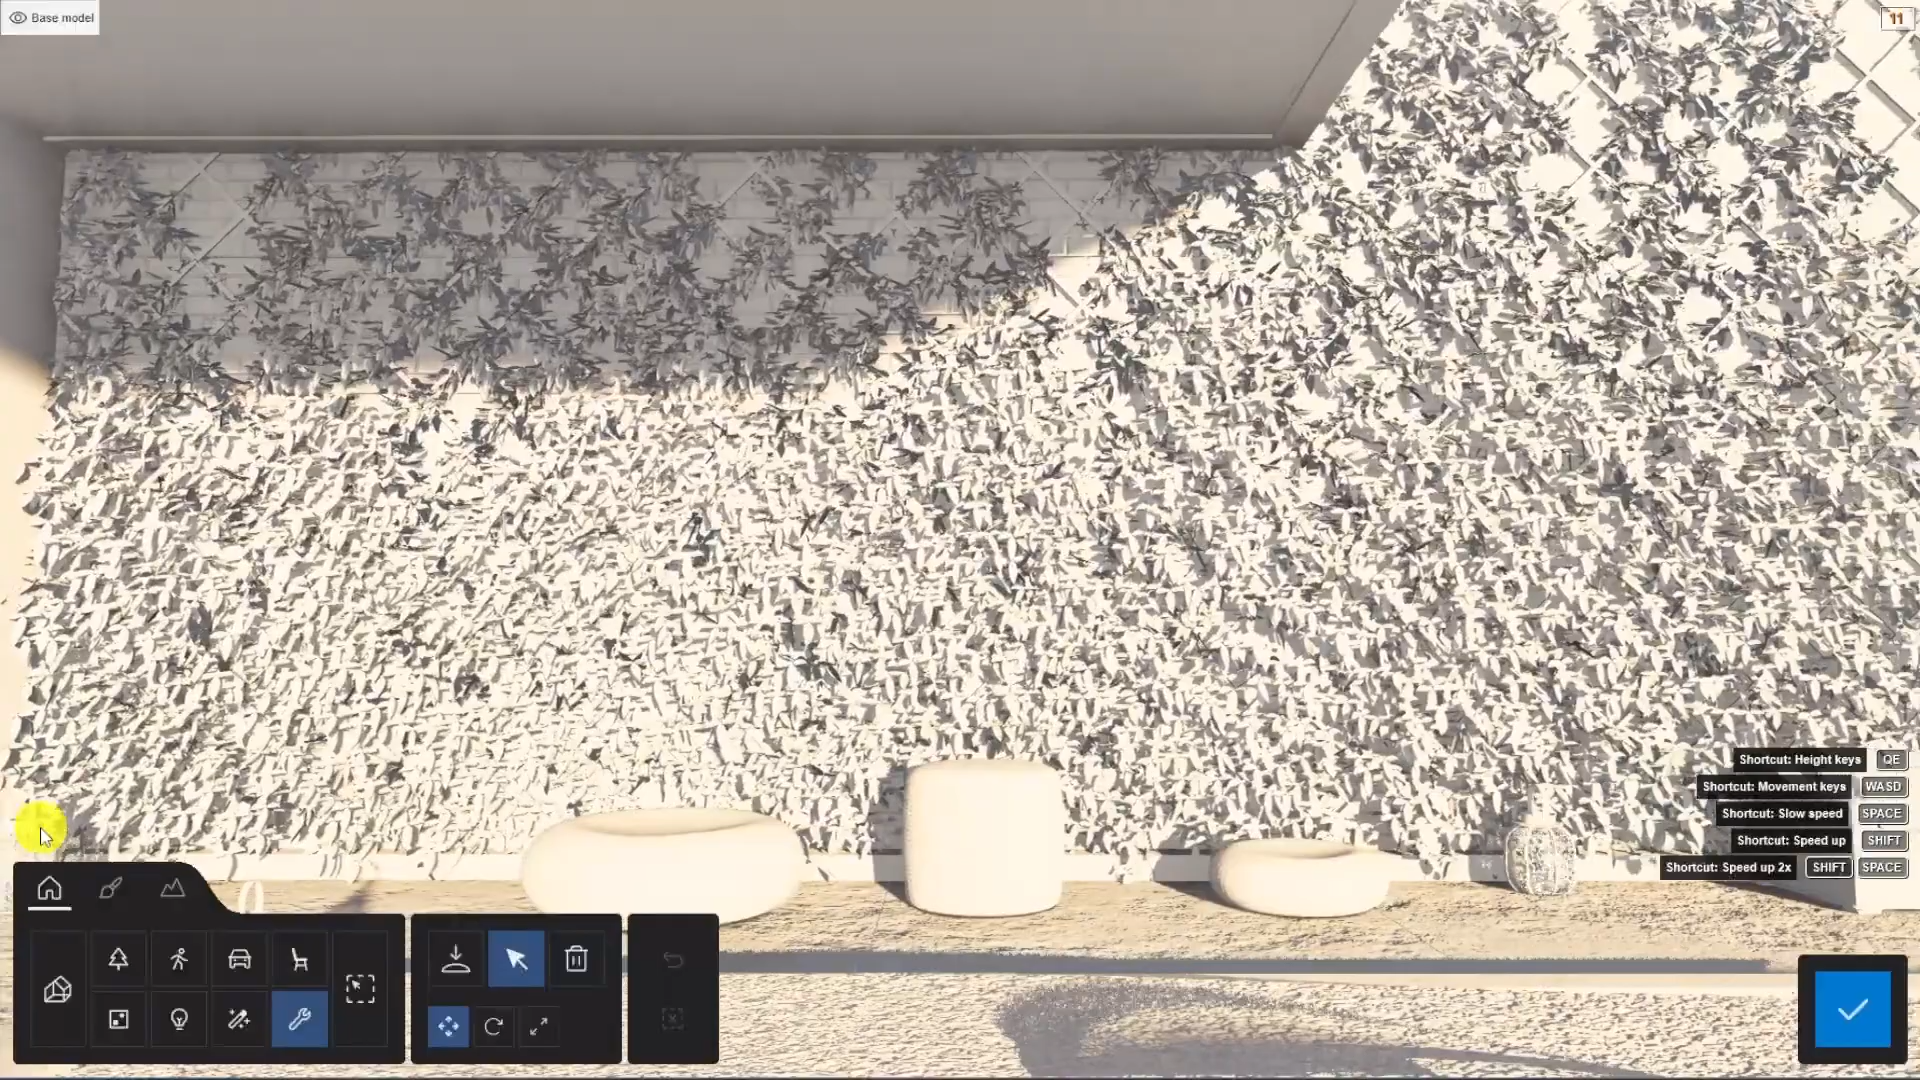 Base model
11
Shortcut: Height keys QE
Shortcut: Movement keys WASD
Shortcut: Slow speed SPACE
Shortcut: Speed up SHIFT
Shortcut: Speed up 2x SHIFT SPACE